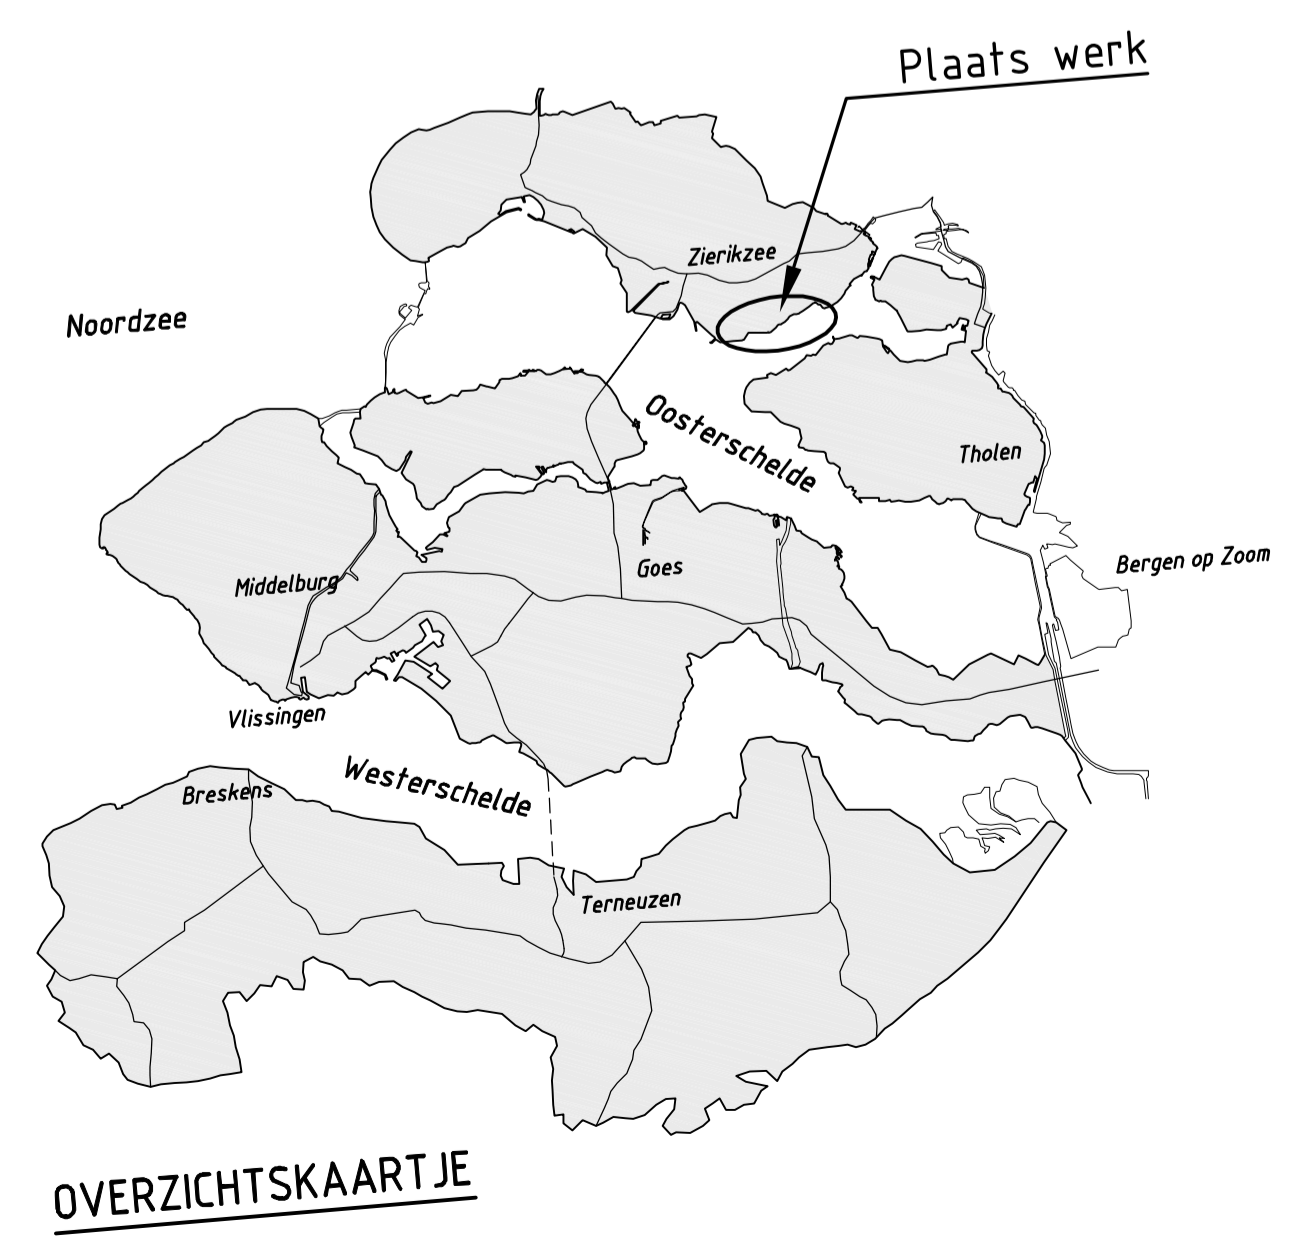 Plaats werk
Zierikzee
Noordzee
Oosterschelde
Tholen
Bergen op Zoom
Goes
Middelburg
Vlissingen
Westerschelde
Breskens
Terneuzen
OVERZICHTSKAARTJE